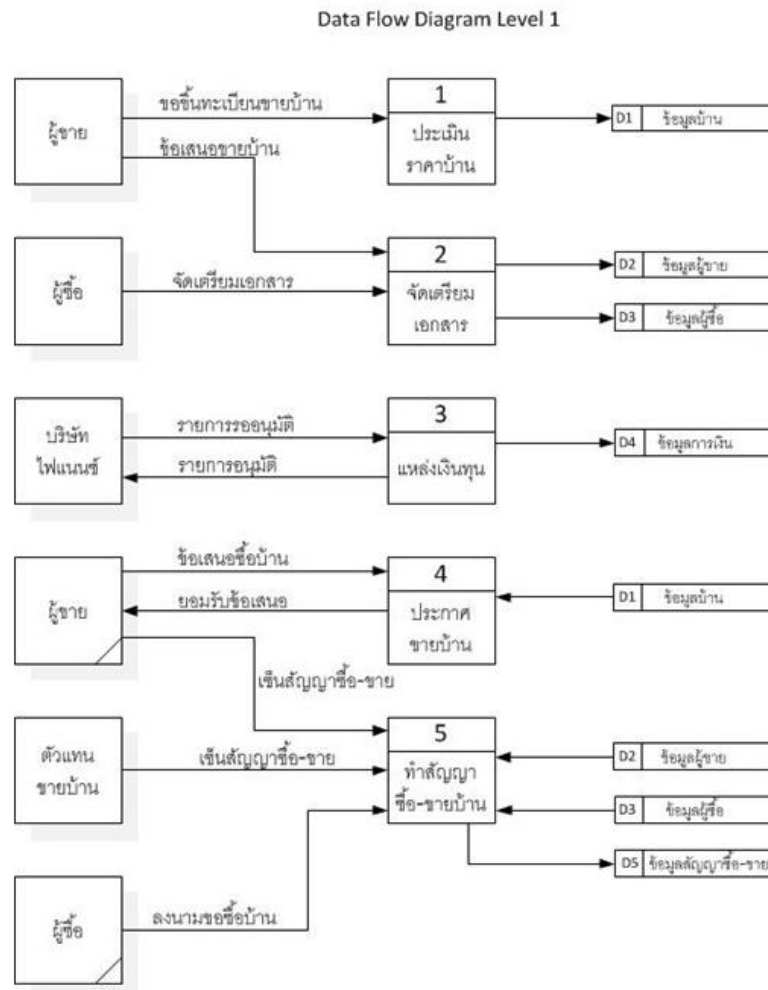 Data Flow Diagram Level 1
ผู้ขาย
ขอขึ้นทะเบียนขายบ้าน
ข้อเสนอขายบ้าน
1
ประเมิน
ราคาบ้าน
D1 ข้อมูลบ้าน
ผู้ซื้อ
จัดเตรียมเอกสาร
2
จัดเตรียม
เอกสาร
D2 ข้อมูลผู้ขาย
D3 ข้อมูลผู้ซื้อ
บริษัท
ไฟแนนซ์
รายการรออนุมัติ
รายการอนุมัติ
3
แหล่งเงินทุน
D4 ข้อมูลการเงิน
ผู้ขาย
ข้อเสนอซื้อบ้าน
ยอมรับข้อเสนอ
4
ประกาศ
ขายบ้าน
D1 ข้อมูลบ้าน
เซ็นสัญญาซื้อ-ขาย
ตัวแทน
ขายบ้าน
เซ็นสัญญาซื้อ-ขาย
5
ทำสัญญา
ซื้อ-ขายบ้าน
D2 ข้อมูลผู้ขาย
D3 ข้อมูลผู้ซื้อ
D5 ข้อมูลสัญญาซื้อ-ขาย
ผู้ซื้อ
ลงนามขอซื้อบ้าน